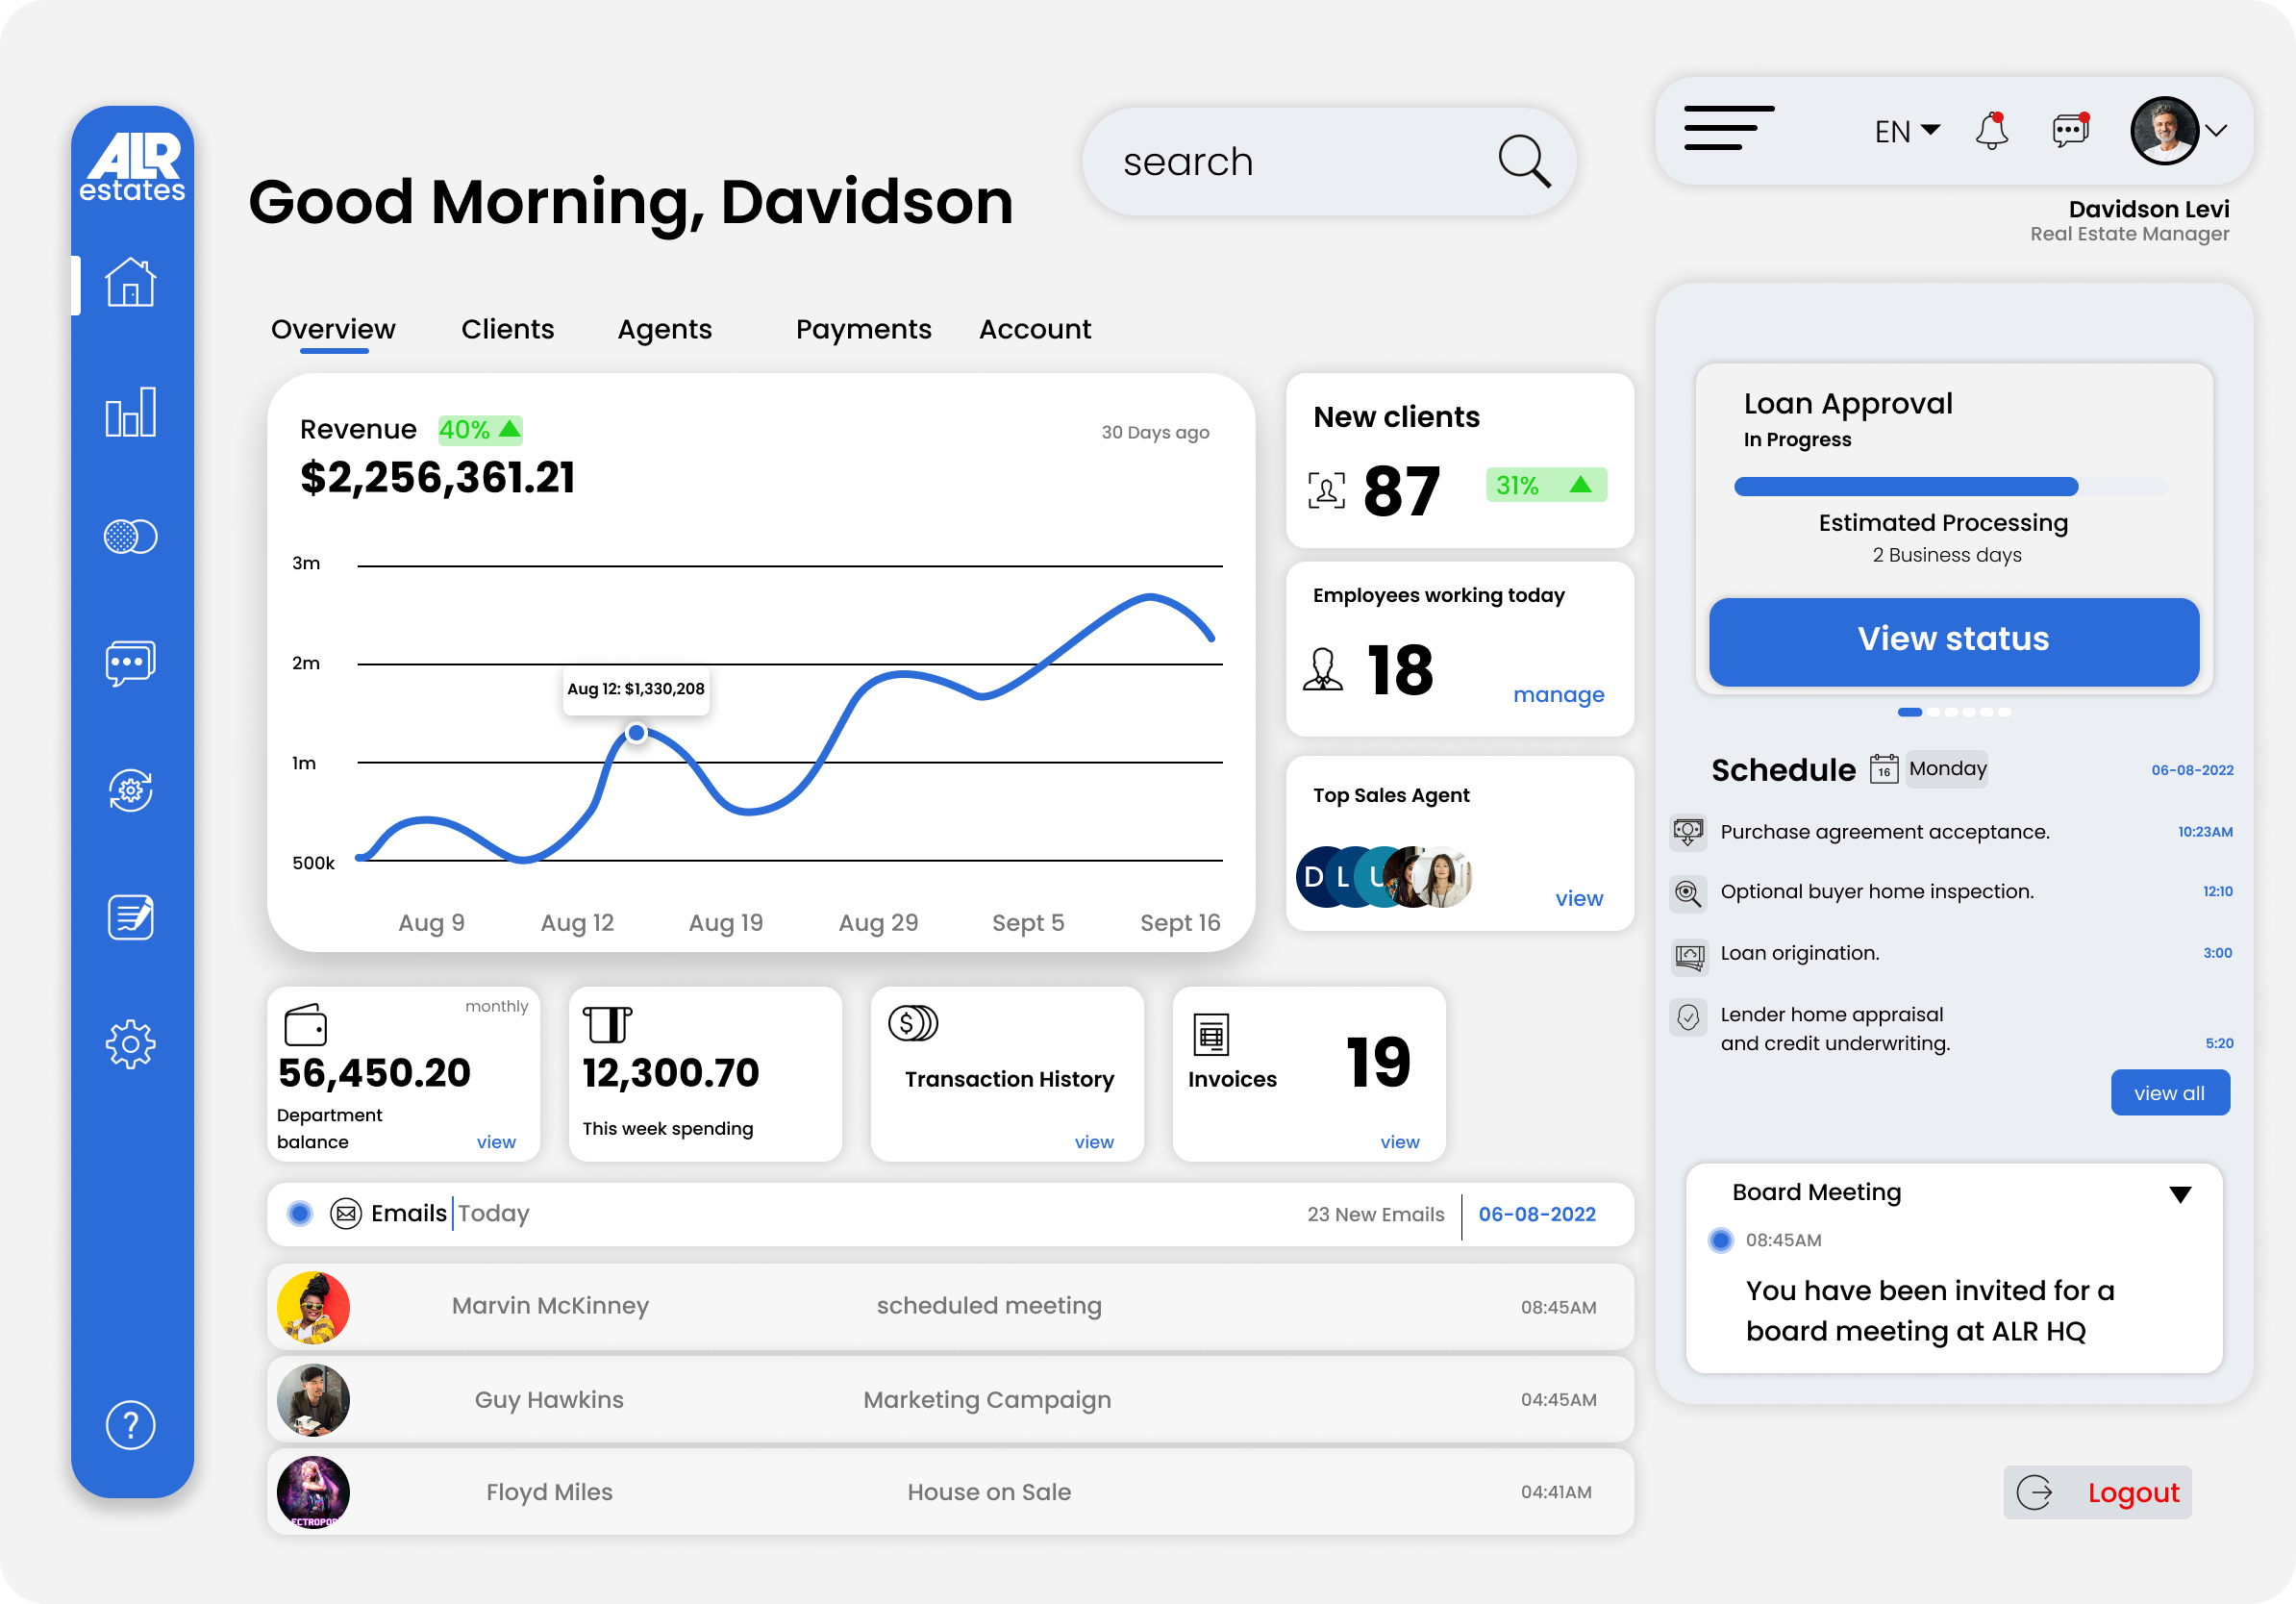 ALR
estates
Good Morning, Davidson
search
EN
Davidson Levi
Real Estate Manager
Overview
Clients
Agents
Payments
Account
Revenue 40%
30 Days ago
$2,256,361.21
3m
2m
1m
500k
Aug 12: $1,330,208
Aug 9
Aug 12
Aug 19
Aug 29
Sept 5
Sept 16
New clients
87
31%
Employees working today
18
manage
Top Sales Agent
D L U
view
monthly
56,450.20
Department
balance
view
12,300.70
This week spending
Transaction History
view
Invoices
19
view
Emails Today
23 New Emails
06-08-2022
Marvin McKinney
scheduled meeting
08:45AM
Guy Hawkins
Marketing Campaign
04:45AM
Floyd Miles
House on Sale
04:41AM
ECTROPOP
Loan Approval
In Progress
Estimated Processing
2 Business days
View status
Schedule
16
Monday
06-08-2022
Purchase agreement acceptance.
10:23AM
Optional buyer home inspection.
12:10
Loan origination.
3:00
Lender home appraisal
and credit underwriting.
5:20
view all
Board Meeting
08:45AM
You have been invited for a
board meeting at ALR HQ
?
Logout